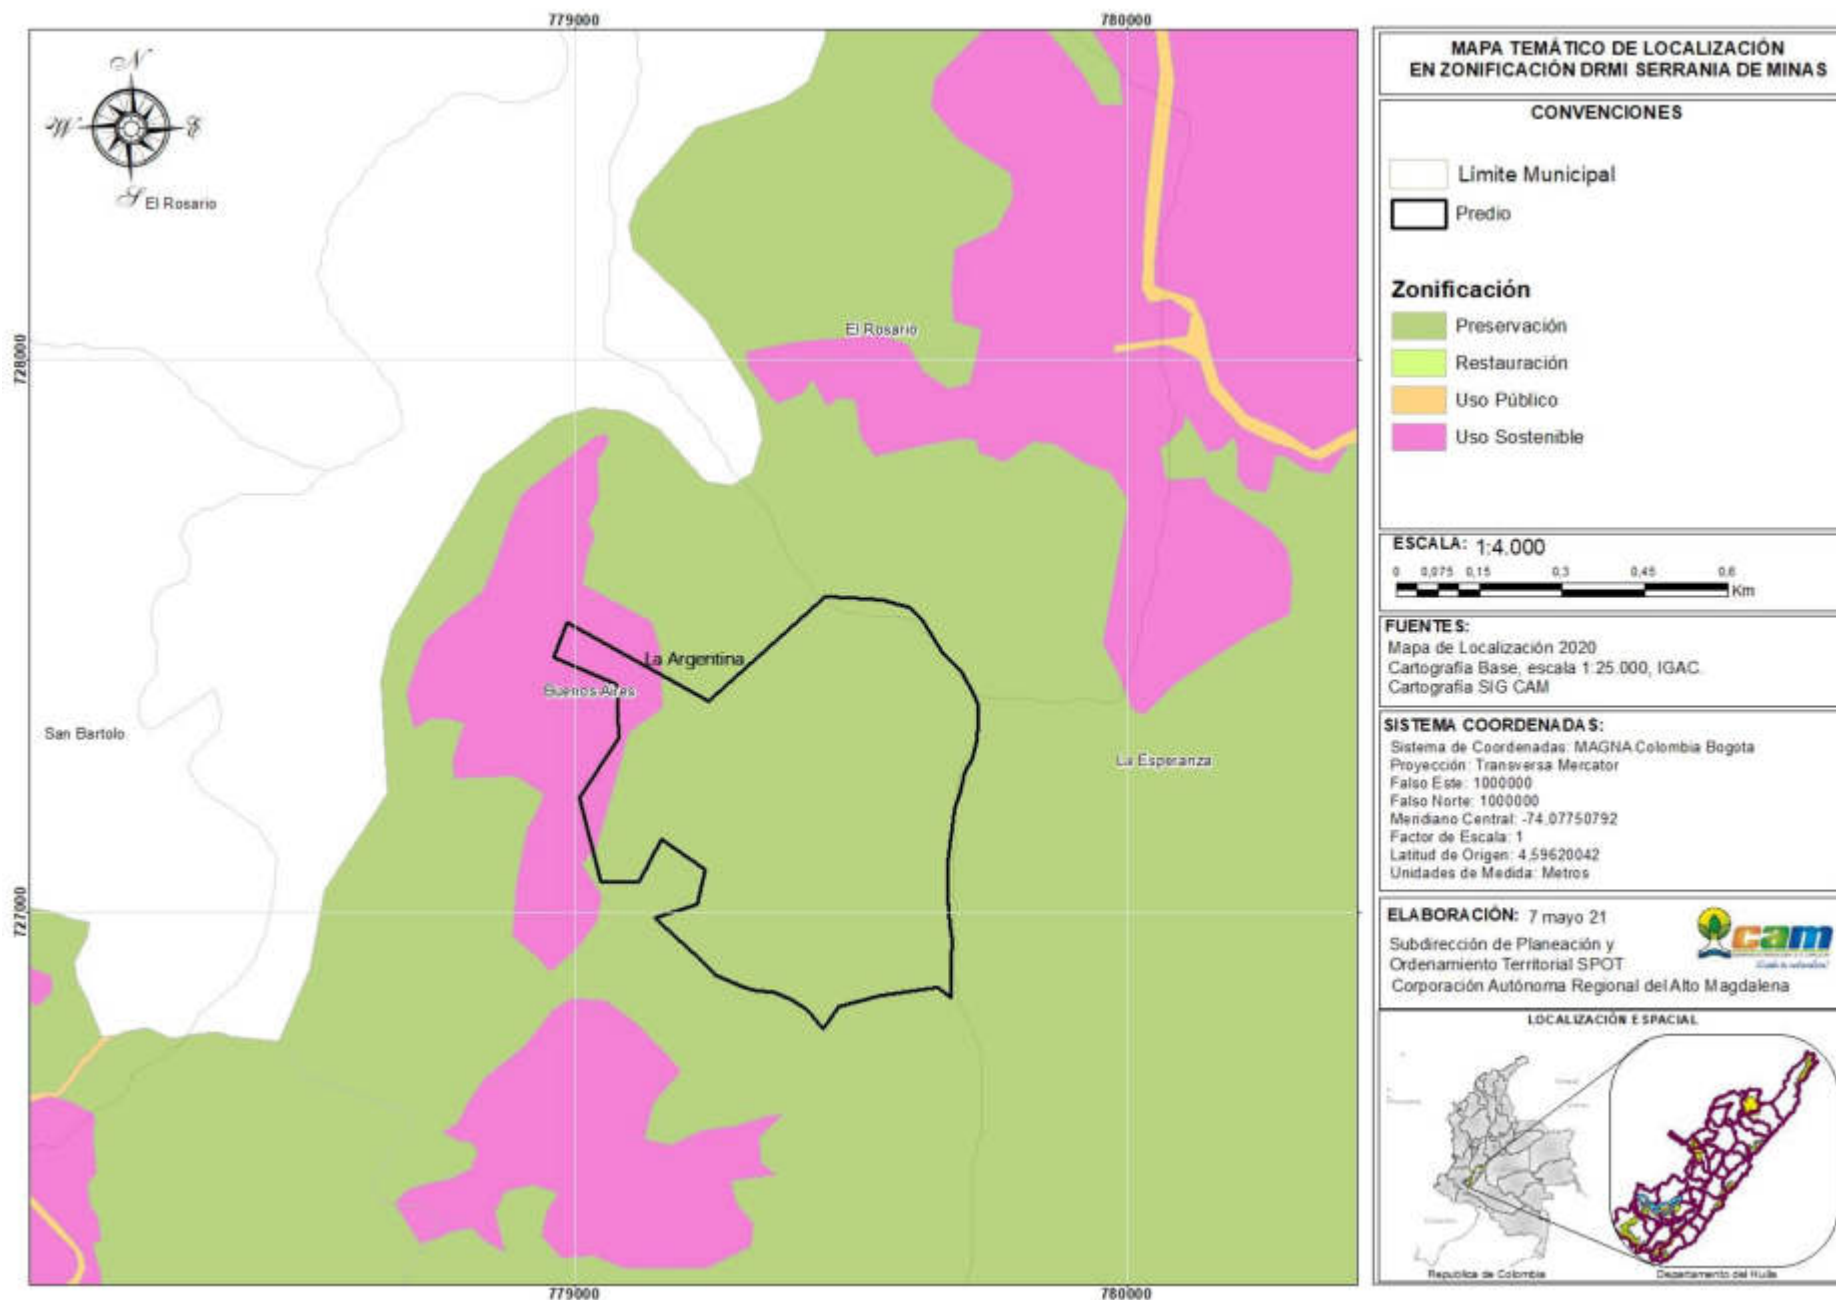 779000
780000
N
W
E
S
El Rosario
728000
El Rosario
La Argentina
Buenos Aires
San Bartolo
La Esperanza
727000
779000
780000
MAPA TEMÁTICO DE LOCALIZACIÓN
EN ZONIFICACIÓN DRMI SERRANIA DE MINAS
CONVENCIONES
Límite Municipal
Predio
Zonificación
Preservación
Restauración
Uso Público
Uso Sostenible
ESCALA: 1:4.000
0 0,075 0,15 0,3 0,45 0,6
Km
FUENTES:
Mapa de Localización 2020
Cartografía Base, escala 1:25.000, IGAC.
Cartografía SIG CAM
SISTEMA COORDENADAS:
Sistema de Coordenadas: MAGNA Colombia Bogota
Proyección: Transversa Mercator
Falso Este: 1000000
Falso Norte: 1000000
Meridiano Central: -74,07750792
Factor de Escala: 1
Latitud de Origen: 4,59620042
Unidades de Medida: Metros
ELABORACIÓN: 7 mayo 21
cam
Subdirección de Planeación y
Ordenamiento Territorial SPOT
Corporación Autónoma Regional del Alto Magdalena
LOCALIZACIÓN ESPACIAL
Republica de Colombia
Departamento del Huila